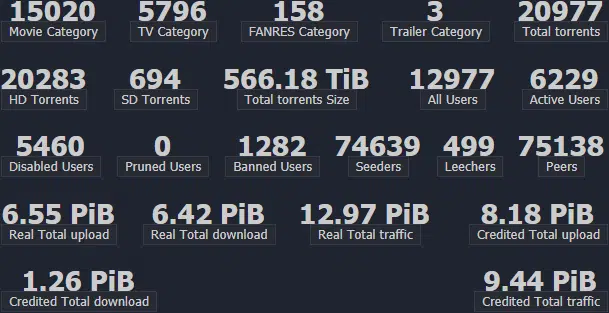 15020 5796 158 3 20977
Movie Category TV Category FANRES Category Trailer Category Total torrents
20283 694 566.18 TiB 12977 6229
HD Torrents SD Torrents Total torrents Size All Users Active Users
5460 0 1282 74639 499 75138
Disabled Users Pruned Users Banned Users Seeders Leechers Peers
6.55 PiB 6.42 PiB 12.97 PiB 8.18 PiB
Real Total upload Real Total download Real Total traffic Credited Total upload
1.26 PiB 9.44 PiB
Credited Total download Credited Total traffic